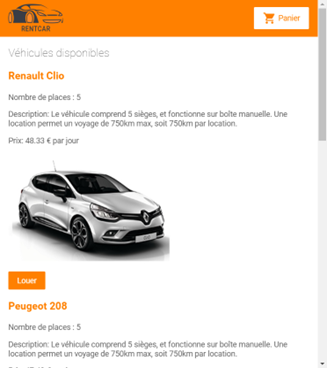 RENTCAR
Panier
Véhicules disponibles
Renault Clio
Nombre de places : 5
Description: Le véhicule comprend 5 sièges, et fonctionne sur boîte manuelle. Une
location permet un voyage de 750km max, soit 750km par location.
Prix: 48.33 € par jour
Louer
Peugeot 208
Nombre de places : 5
Description: Le véhicule comprend 5 sièges, et fonctionne sur boîte manuelle. Une
location permet un voyage de 750km max, soit 750km par location.